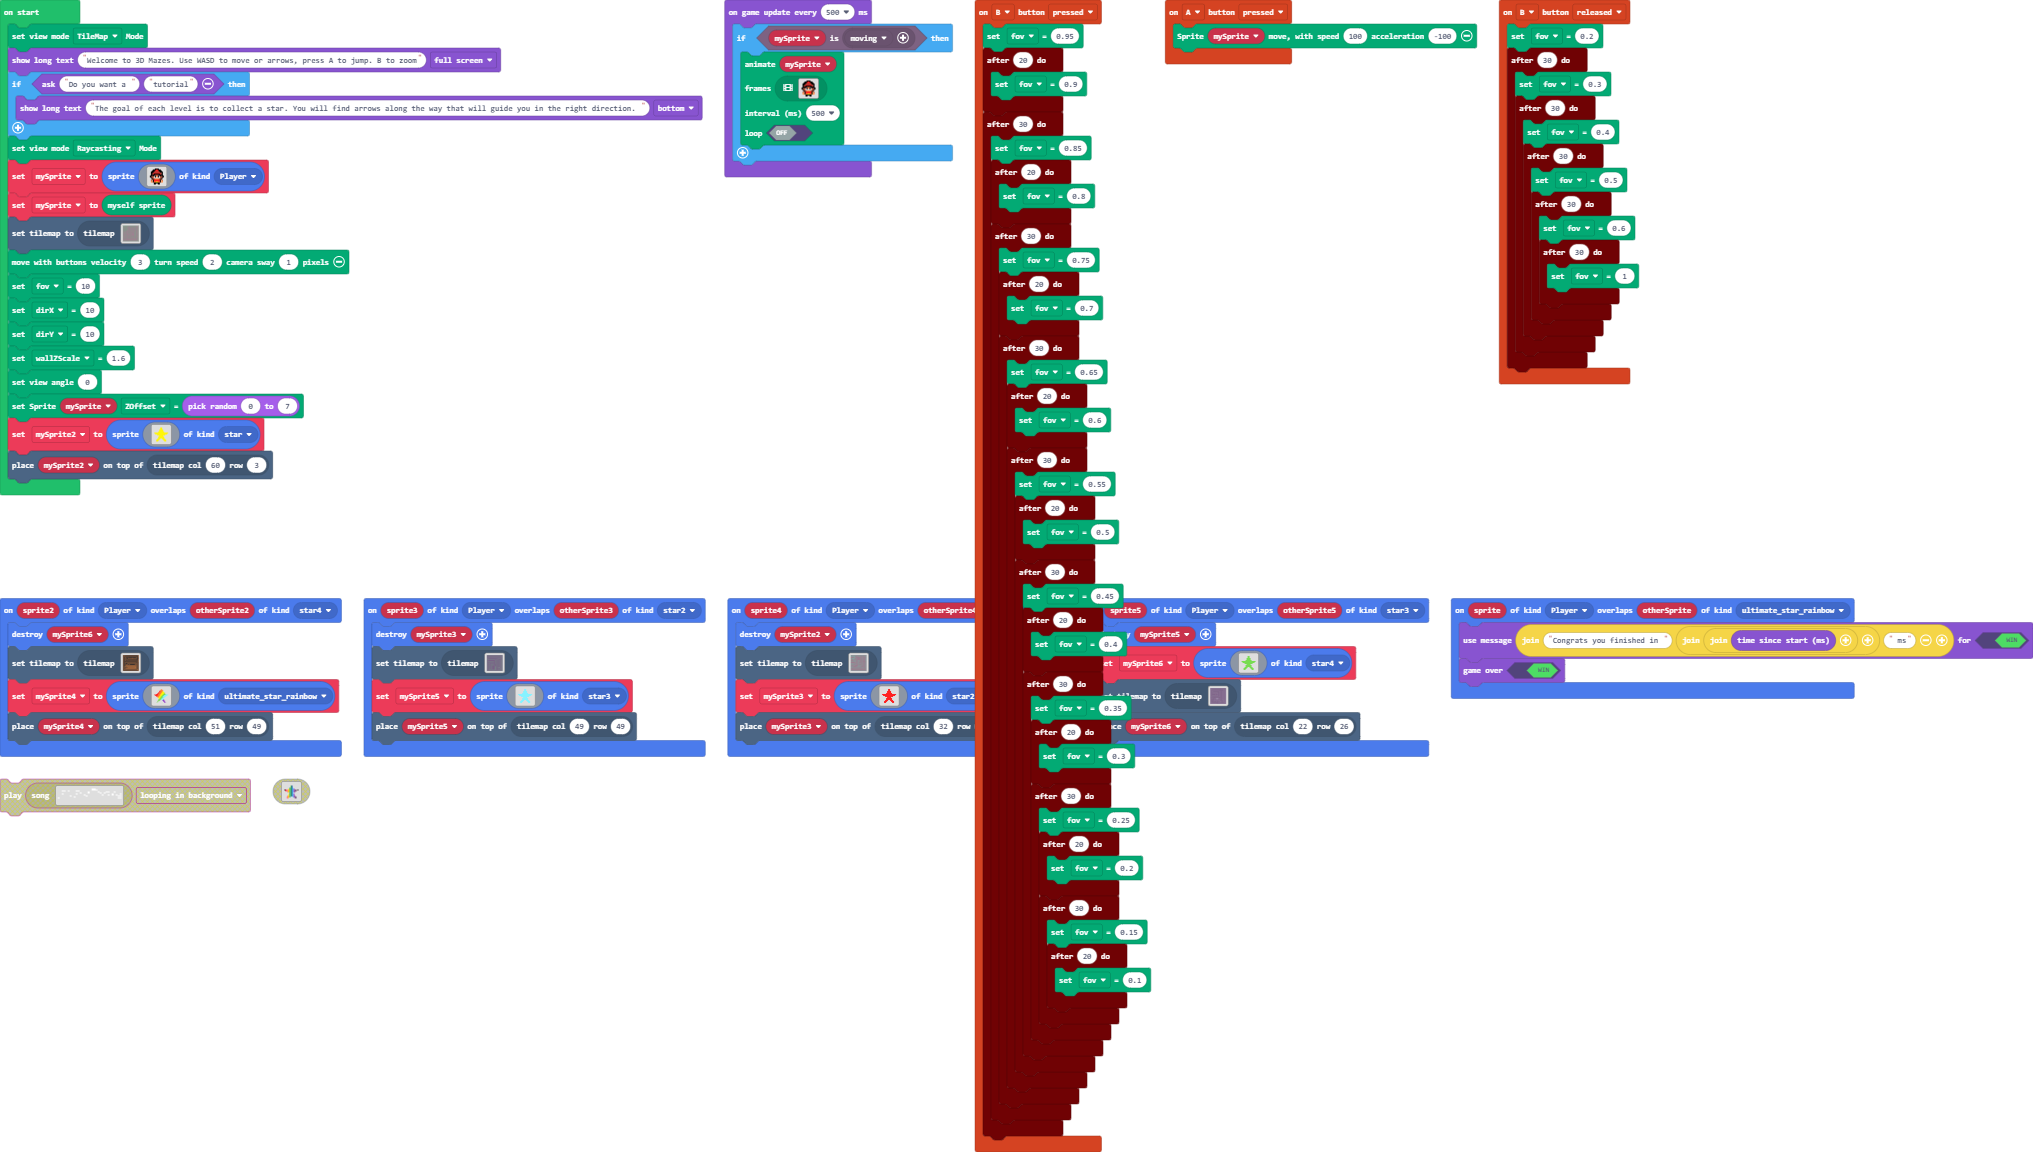 on start
set view mode TileMap Mode
show long text "Welcome to 3D Mazes. Use WASD to move or arrows, press A to jump. B to zoom" full screen
if ask "Do you want a " "tutorial" then
show long text "The goal of each level is to collect a star. You will find arrows along the way that will guide you in the right direction. " bottom
set view mode Raycasting Mode
set mySprite to sprite of kind Player
set mySprite to myself sprite
set tilemap to tilemap
move with buttons velocity 3 turn speed 2 camera sway 1 pixels
set fov = 10
set dirX = 10
set dirY = 10
set wallZScale = 1.6
set view angle 0
set Sprite mySprite ZOffset = pick random 0 to 7
set mySprite2 to sprite of kind star
place mySprite2 on top of tilemap col 60 row 3
on game update every 500 ms
if mySprite is moving then
animate mySprite
frames
interval (ms) 500
loop OFF
on B button pressed
set fov = 0.95
after 20 do
set fov = 0.9
after 30 do
set fov = 0.85
after 20 do
set fov = 0.8
after 30 do
set fov = 0.75
after 20 do
set fov = 0.7
after 30 do
set fov = 0.65
after 20 do
set fov = 0.6
after 30 do
set fov = 0.55
after 20 do
set fov = 0.5
after 30 do
set fov = 0.45
after 20 do
set fov = 0.4
after 30 do
set fov = 0.35
after 20 do
set fov = 0.3
after 30 do
set fov = 0.25
after 20 do
set fov = 0.2
after 30 do
set fov = 0.15
after 20 do
set fov = 0.1
on A button pressed
Sprite mySprite move, with speed 100 acceleration -100
on B button released
set fov = 0.2
after 30 do
set fov = 0.3
after 30 do
set fov = 0.4
after 30 do
set fov = 0.5
after 30 do
set fov = 0.6
after 30 do
set fov = 1
on sprite2 of kind Player overlaps otherSprite2 of kind star4
destroy mySprite6
set tilemap to tilemap
set mySprite4 to sprite of kind ultimate_star_rainbow
place mySprite4 on top of tilemap col 51 row 49
on sprite3 of kind Player overlaps otherSprite3 of kind star2
destroy mySprite3
set tilemap to tilemap
set mySprite5 to sprite of kind star3
place mySprite5 on top of tilemap col 49 row 49
on sprite4 of kind Player overlaps otherSprite4
destroy mySprite2
set tilemap to tilemap
set mySprite3 to sprite of kind star2
place mySprite3 on top of tilemap col 32 row
sprite5 of kind Player overlaps otherSprite5 of kind star3
mySprite5
set mySprite6 to sprite of kind star4
tilemap to tilemap
mySprite6 on top of tilemap col 22 row 26
on sprite of kind Player overlaps otherSprite of kind ultimate_star_rainbow
use message join "Congrats you finished in " join join time since start (ms) " ms" for WIN
game over WIN
play song looping in background